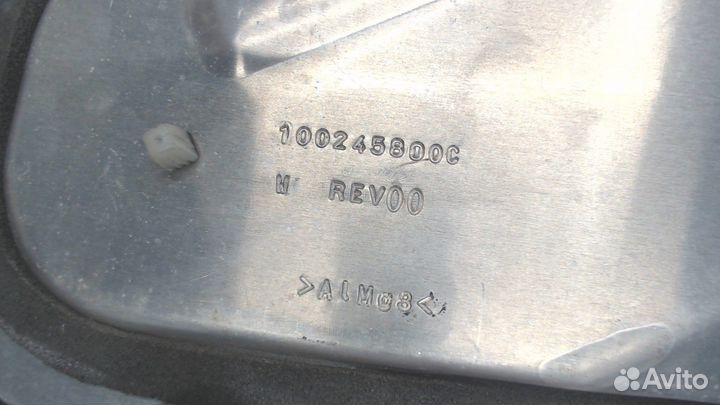 100245800C
W REV00
>AlMg3<
Avito